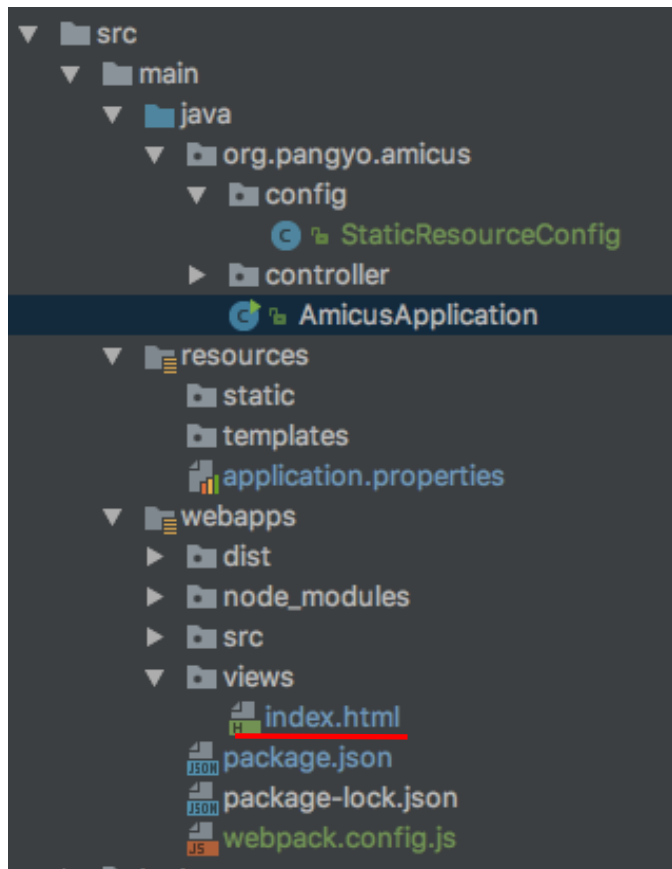 src
main
java
org.pangyo.amicus
config
StaticResourceConfig
controller
AmicusApplication
resources
static
templates
application.properties
webapps
dist
node_modules
src
views
index.html
package.json
package-lock.json
webpack.config.js